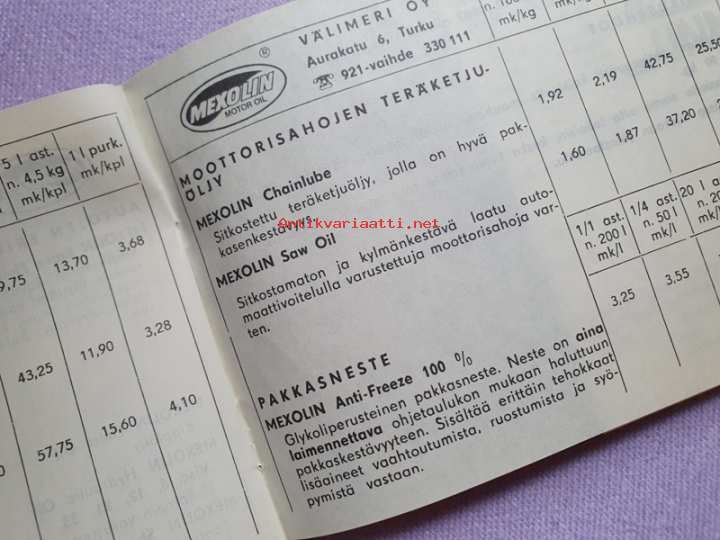 5 l ast.
n. 4,5 kg
mk/kpl
1 l purk.
mk/kpl
9,75
13,70
3,68
43,25
11,90
3,28
57,75
15,60
4,10
MEXOLIN
MOTOR OIL
®
VÄLIMERI OY
Aurakatu 6, Turku
☎ 921-vaihde 330 111
mk/kg
mk/kg
MOOTTORISAHOJEN TERÄKETJU-
ÖLJY
MEXOLIN Chainlube
Sitkostettu teräketjuöljy, jolla on hyvä pak-
kasenkestävyys.
1,92
2,19
42,75
25,50
MEXOLIN Saw Oil
Sitkostamaton ja kylmänkestävä laatu auto-
maattivoitelulla varustettuja moottorisahoja var-
ten.
1,60
1,87
37,20
Antikvariaatti.net
1/1 ast.
n. 200 l
mk/l
1/4 ast.
n. 50 l
mk/l
20 l
mk/l
PAKKASNESTE
MEXOLIN Anti-Freeze 100 %
Glykoliperusteinen pakkasneste. Neste on aina
laimennettava ohjetaulukon mukaan haluttuun
pakkaskestävyyteen. Sisältää erittäin tehokkaat
lisäaineet vaahtoutumista, ruostumista ja syö-
pymistä vastaan.
3,25
3,55